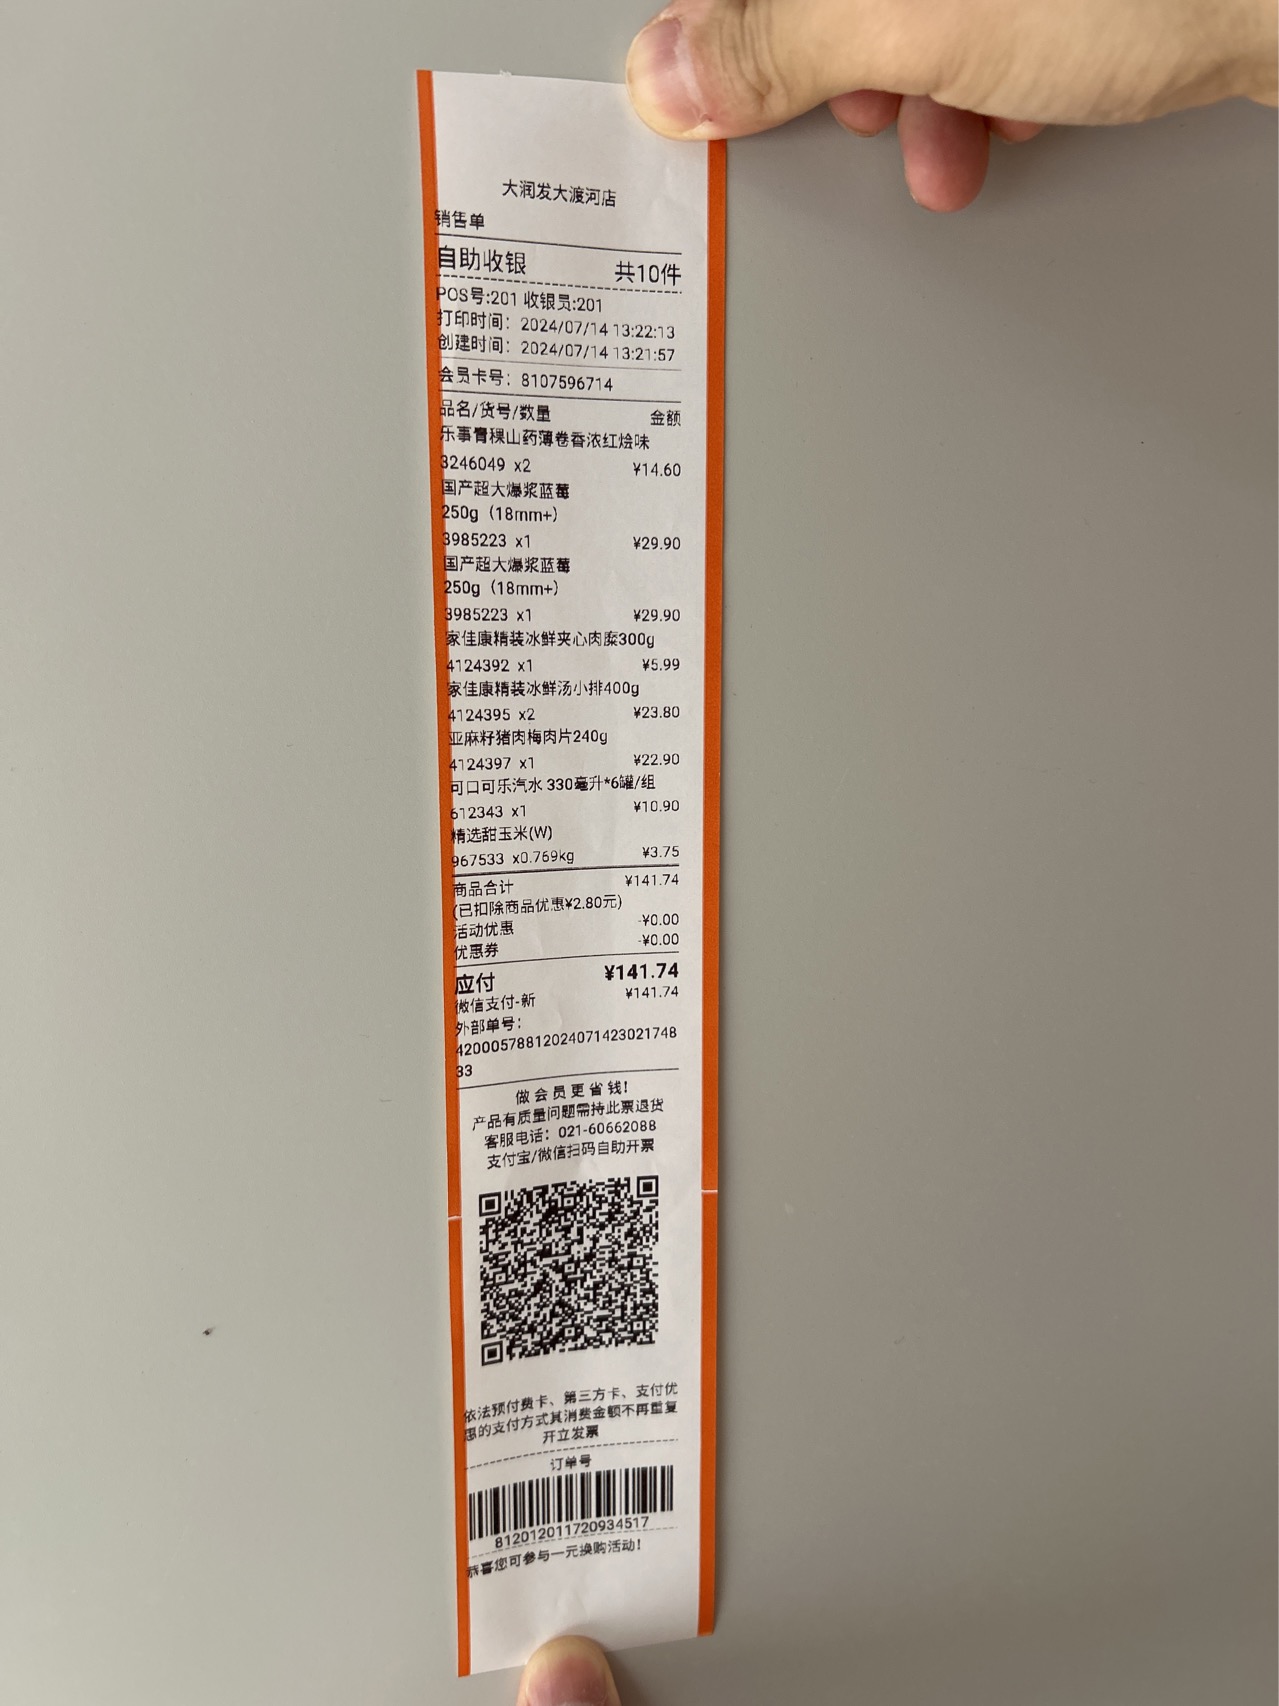 大润发大渡河店
销售单
自助收银 共10件
POS号:201 收银员:201
打印时间：2024/07/14 13:22:13
创建时间：2024/07/14 13:21:57
会员卡号：8107596714
品名/货号/数量 金额
乐事青稞山药薄卷香浓红烩味
3246049 x2 ¥14.60
国产超大爆浆蓝莓
250g（18mm+）
3985223 x1 ¥29.90
国产超大爆浆蓝莓
250g（18mm+）
3985223 x1 ¥29.90
家佳康精装冰鲜夹心肉糜300g
4124392 x1 ¥5.99
家佳康精装冰鲜汤小排400g
4124395 x2 ¥23.80
亚麻籽猪肉梅肉片240g
4124397 x1 ¥22.90
可口可乐汽水 330毫升*6罐/组
612343 x1 ¥10.90
精选甜玉米(W)
967533 x0.769kg ¥3.75
商品合计 ¥141.74
(已扣除商品优惠¥2.80元)
活动优惠 -¥0.00
优惠券 -¥0.00
应付 ¥141.74
微信支付-新 ¥141.74
外部单号：
42000578812024071423021748
33
做会员更省钱！
产品有质量问题需持此票退货
客服电话：021-60662088
支付宝/微信扫码自助开票
依法预付费卡、第三方卡、支付优
惠的支付方式其消费金额不再重复
开立发票
订单号
812012011720934517
恭喜您可参与一元换购活动！